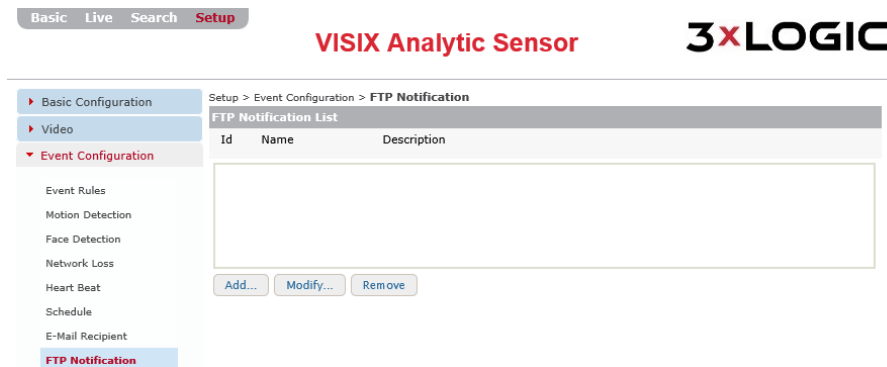 Basic Live Search Setup
VISIX Analytic Sensor
3xLOGIC
Basic Configuration
Video
Event Configuration
Event Rules
Motion Detection
Face Detection
Network Loss
Heart Beat
Schedule
E-Mail Recipient
FTP Notification
Setup > Event Configuration > FTP Notification
FTP Notification List
Id Name Description
Add... Modify... Remove